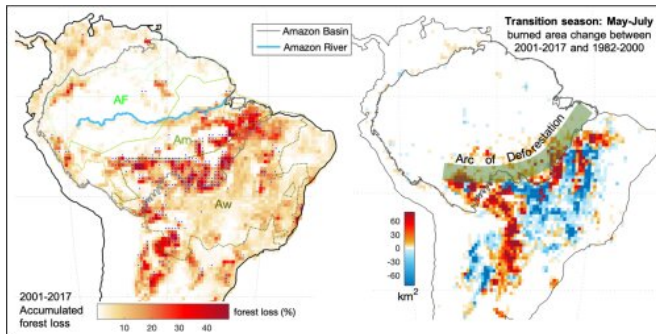 Amazon Basin
Amazon River
AF
Am
Aw
2001-2017
Accumulated
forest loss
forest loss (%)
10 20 30 40
Transition season: May-July
burned area change between
2001-2017 and 1982-2000
Arc of Deforestation
60
30
0
-30
-60
km²